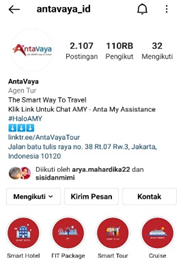 antavaya_id
AntaVaya
2.107 110RB 32
Postingan Pengikut Mengikuti
AntaVaya
Agen Tur
The Smart Way To Travel
Klik Link Untuk Chat AMY - Anta My Assistance
#HaloAMY
linktr.ee/AntaVayaTour
Jalan batu tulis raya no. 38 Rt.07 Rw.3, Jakarta,
Indonesia 10120
Diikuti oleh arya.mahardika22 dan
sisidanmimi
Mengikuti Kirim Pesan Kontak
Smart Hotel FIT Package Smart Tour Cruise